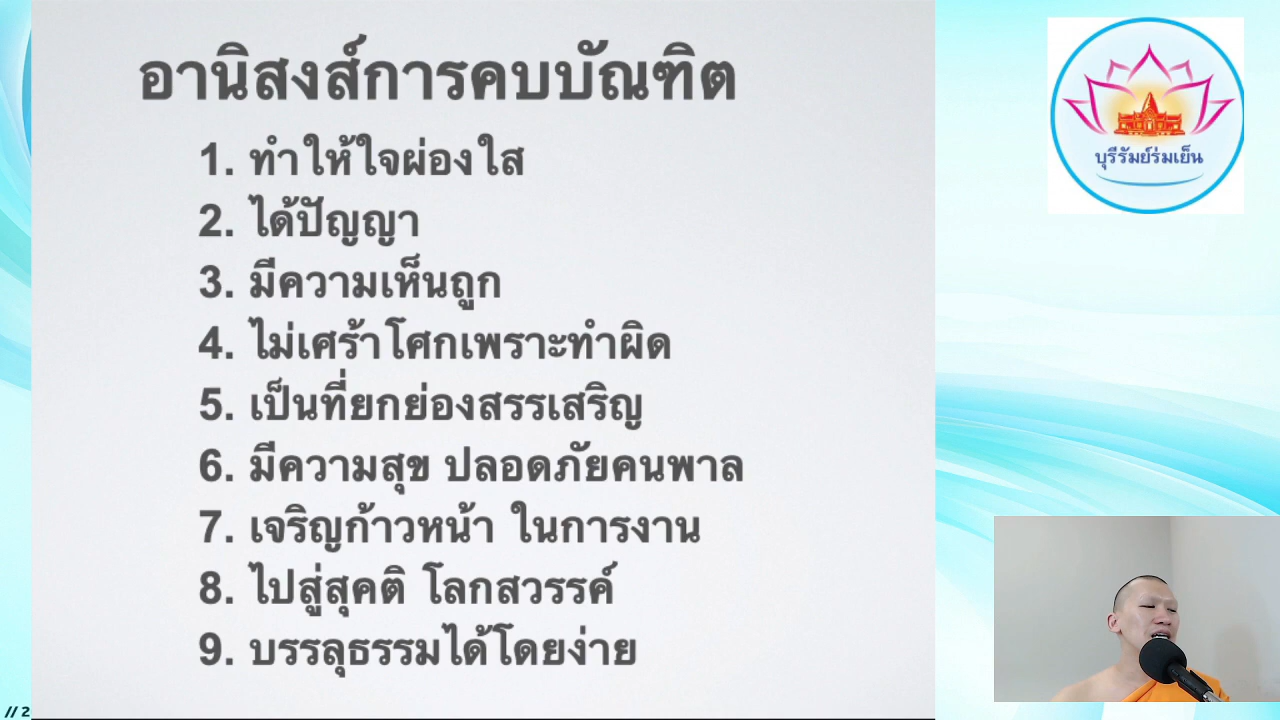 อานิสงส์การคบบัณฑิต
1. ทำให้ใจผ่องใส
2. ได้ปัญญา
3. มีความเห็นถูก
4. ไม่เศร้าโศกเพราะทำผิด
5. เป็นที่ยกย่องสรรเสริญ
6. มีความสุข ปลอดภัยคนพาล
7. เจริญก้าวหน้า ในการงาน
8. ไปสู่สุคติ โลกสวรรค์
9. บรรลุธรรมได้โดยง่าย
บุรีรัมย์ร่มเย็น
// 2